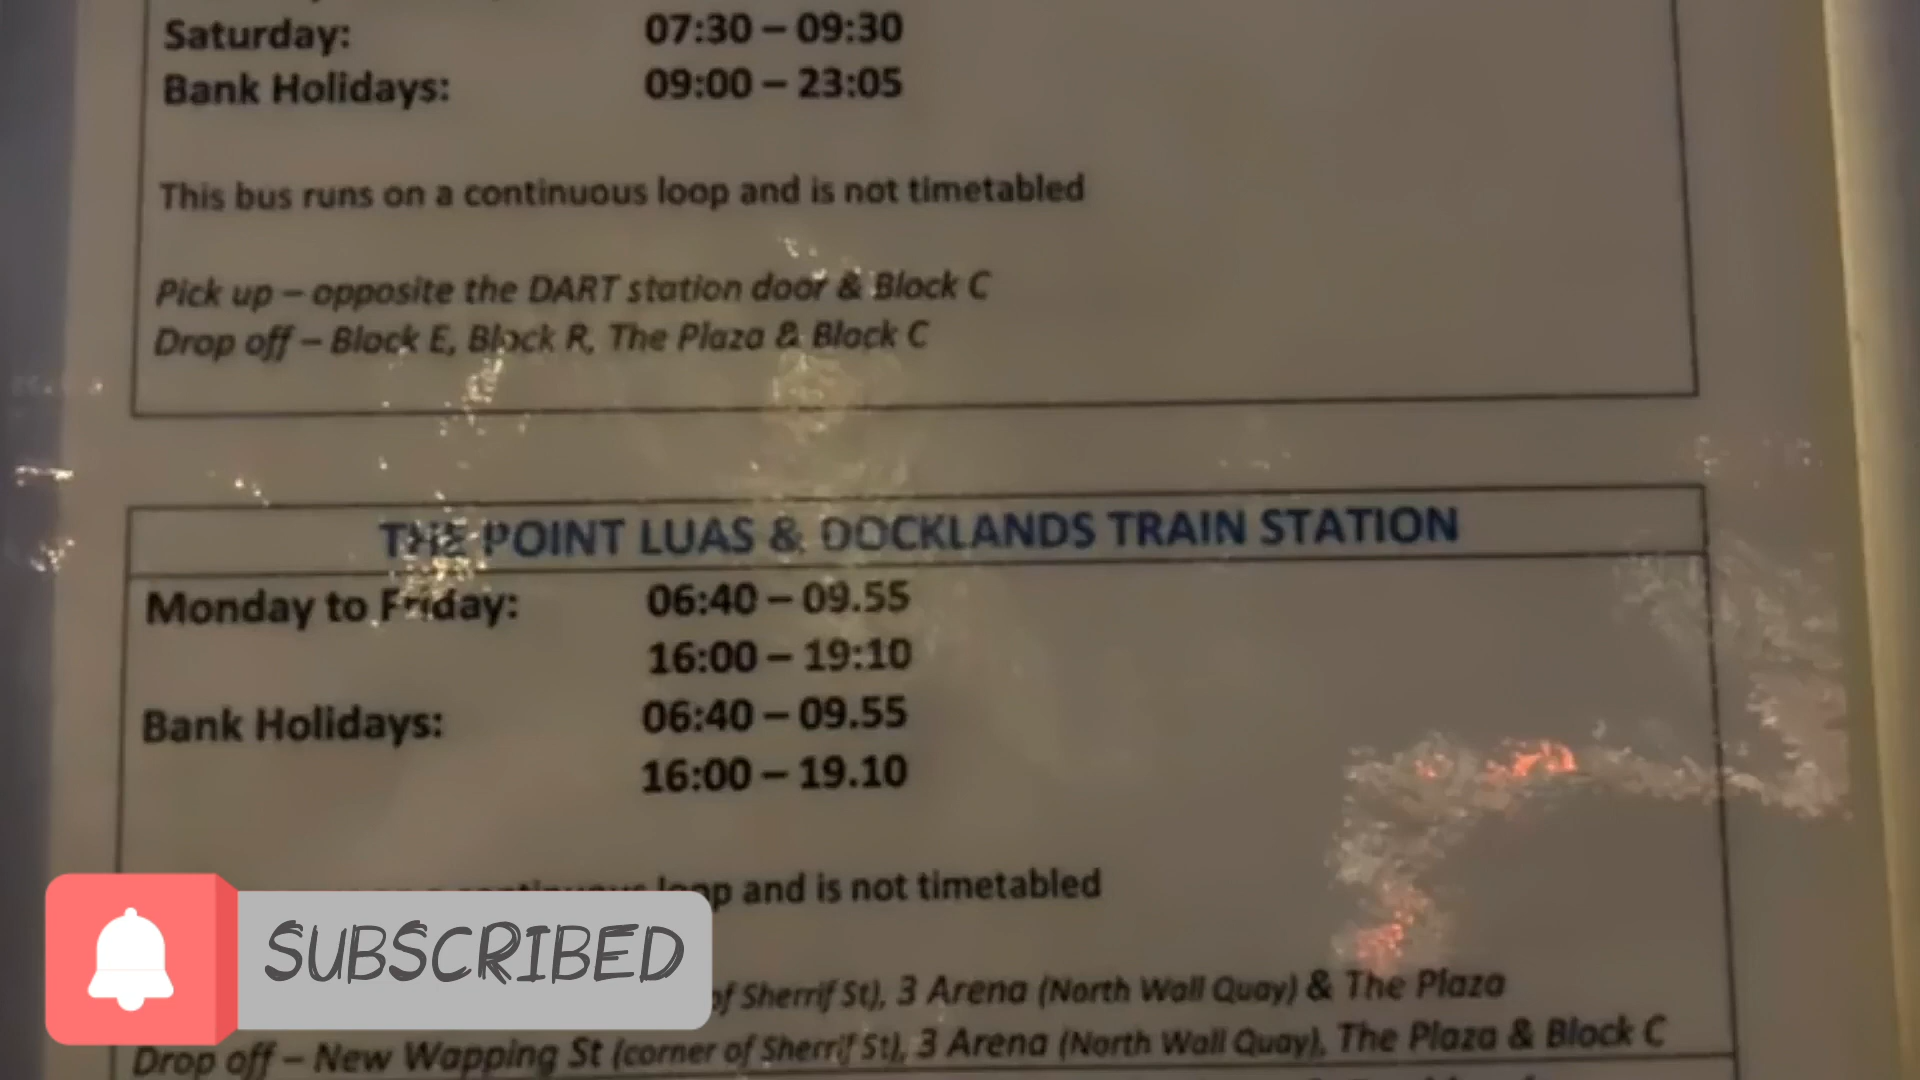 Saturday: 07:30 – 09:30
Bank Holidays: 09:00 – 23:05
This bus runs on a continuous loop and is not timetabled
Pick up – opposite the DART station door & Block C
Drop off – Block E, Block R, The Plaza & Block C
THE POINT LUAS & DOCKLANDS TRAIN STATION
Monday to Friday: 06:40 – 09.55
16:00 – 19:10
Bank Holidays: 06:40 – 09.55
16:00 – 19.10
loop and is not timetabled
SUBSCRIBED
of Sherrif St), 3 Arena (North Wall Quay) & The Plaza
Drop off – New Wapping St (corner of Sherrif St), 3 Arena (North Wall Quay), The Plaza & Block C